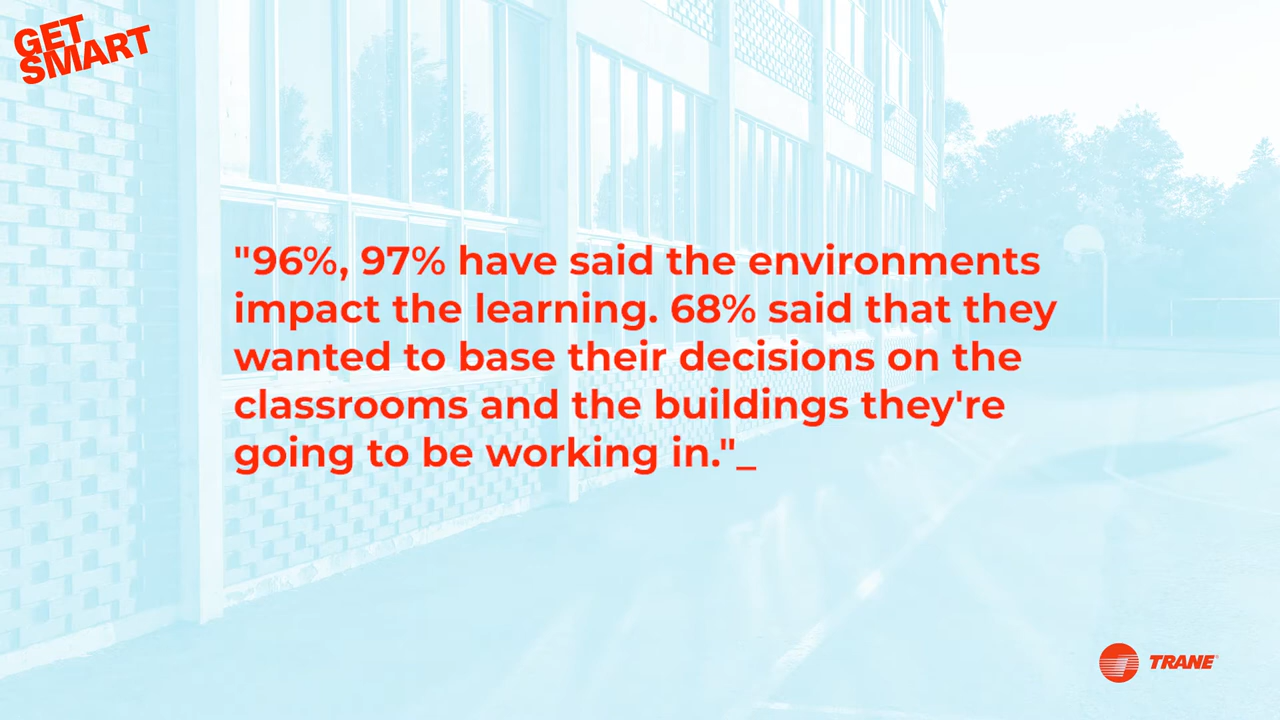 GET
SMART
"96%, 97% have said the environments
impact the learning. 68% said that they
wanted to base their decisions on the
classrooms and the buildings they're
going to be working in."_
TRANE